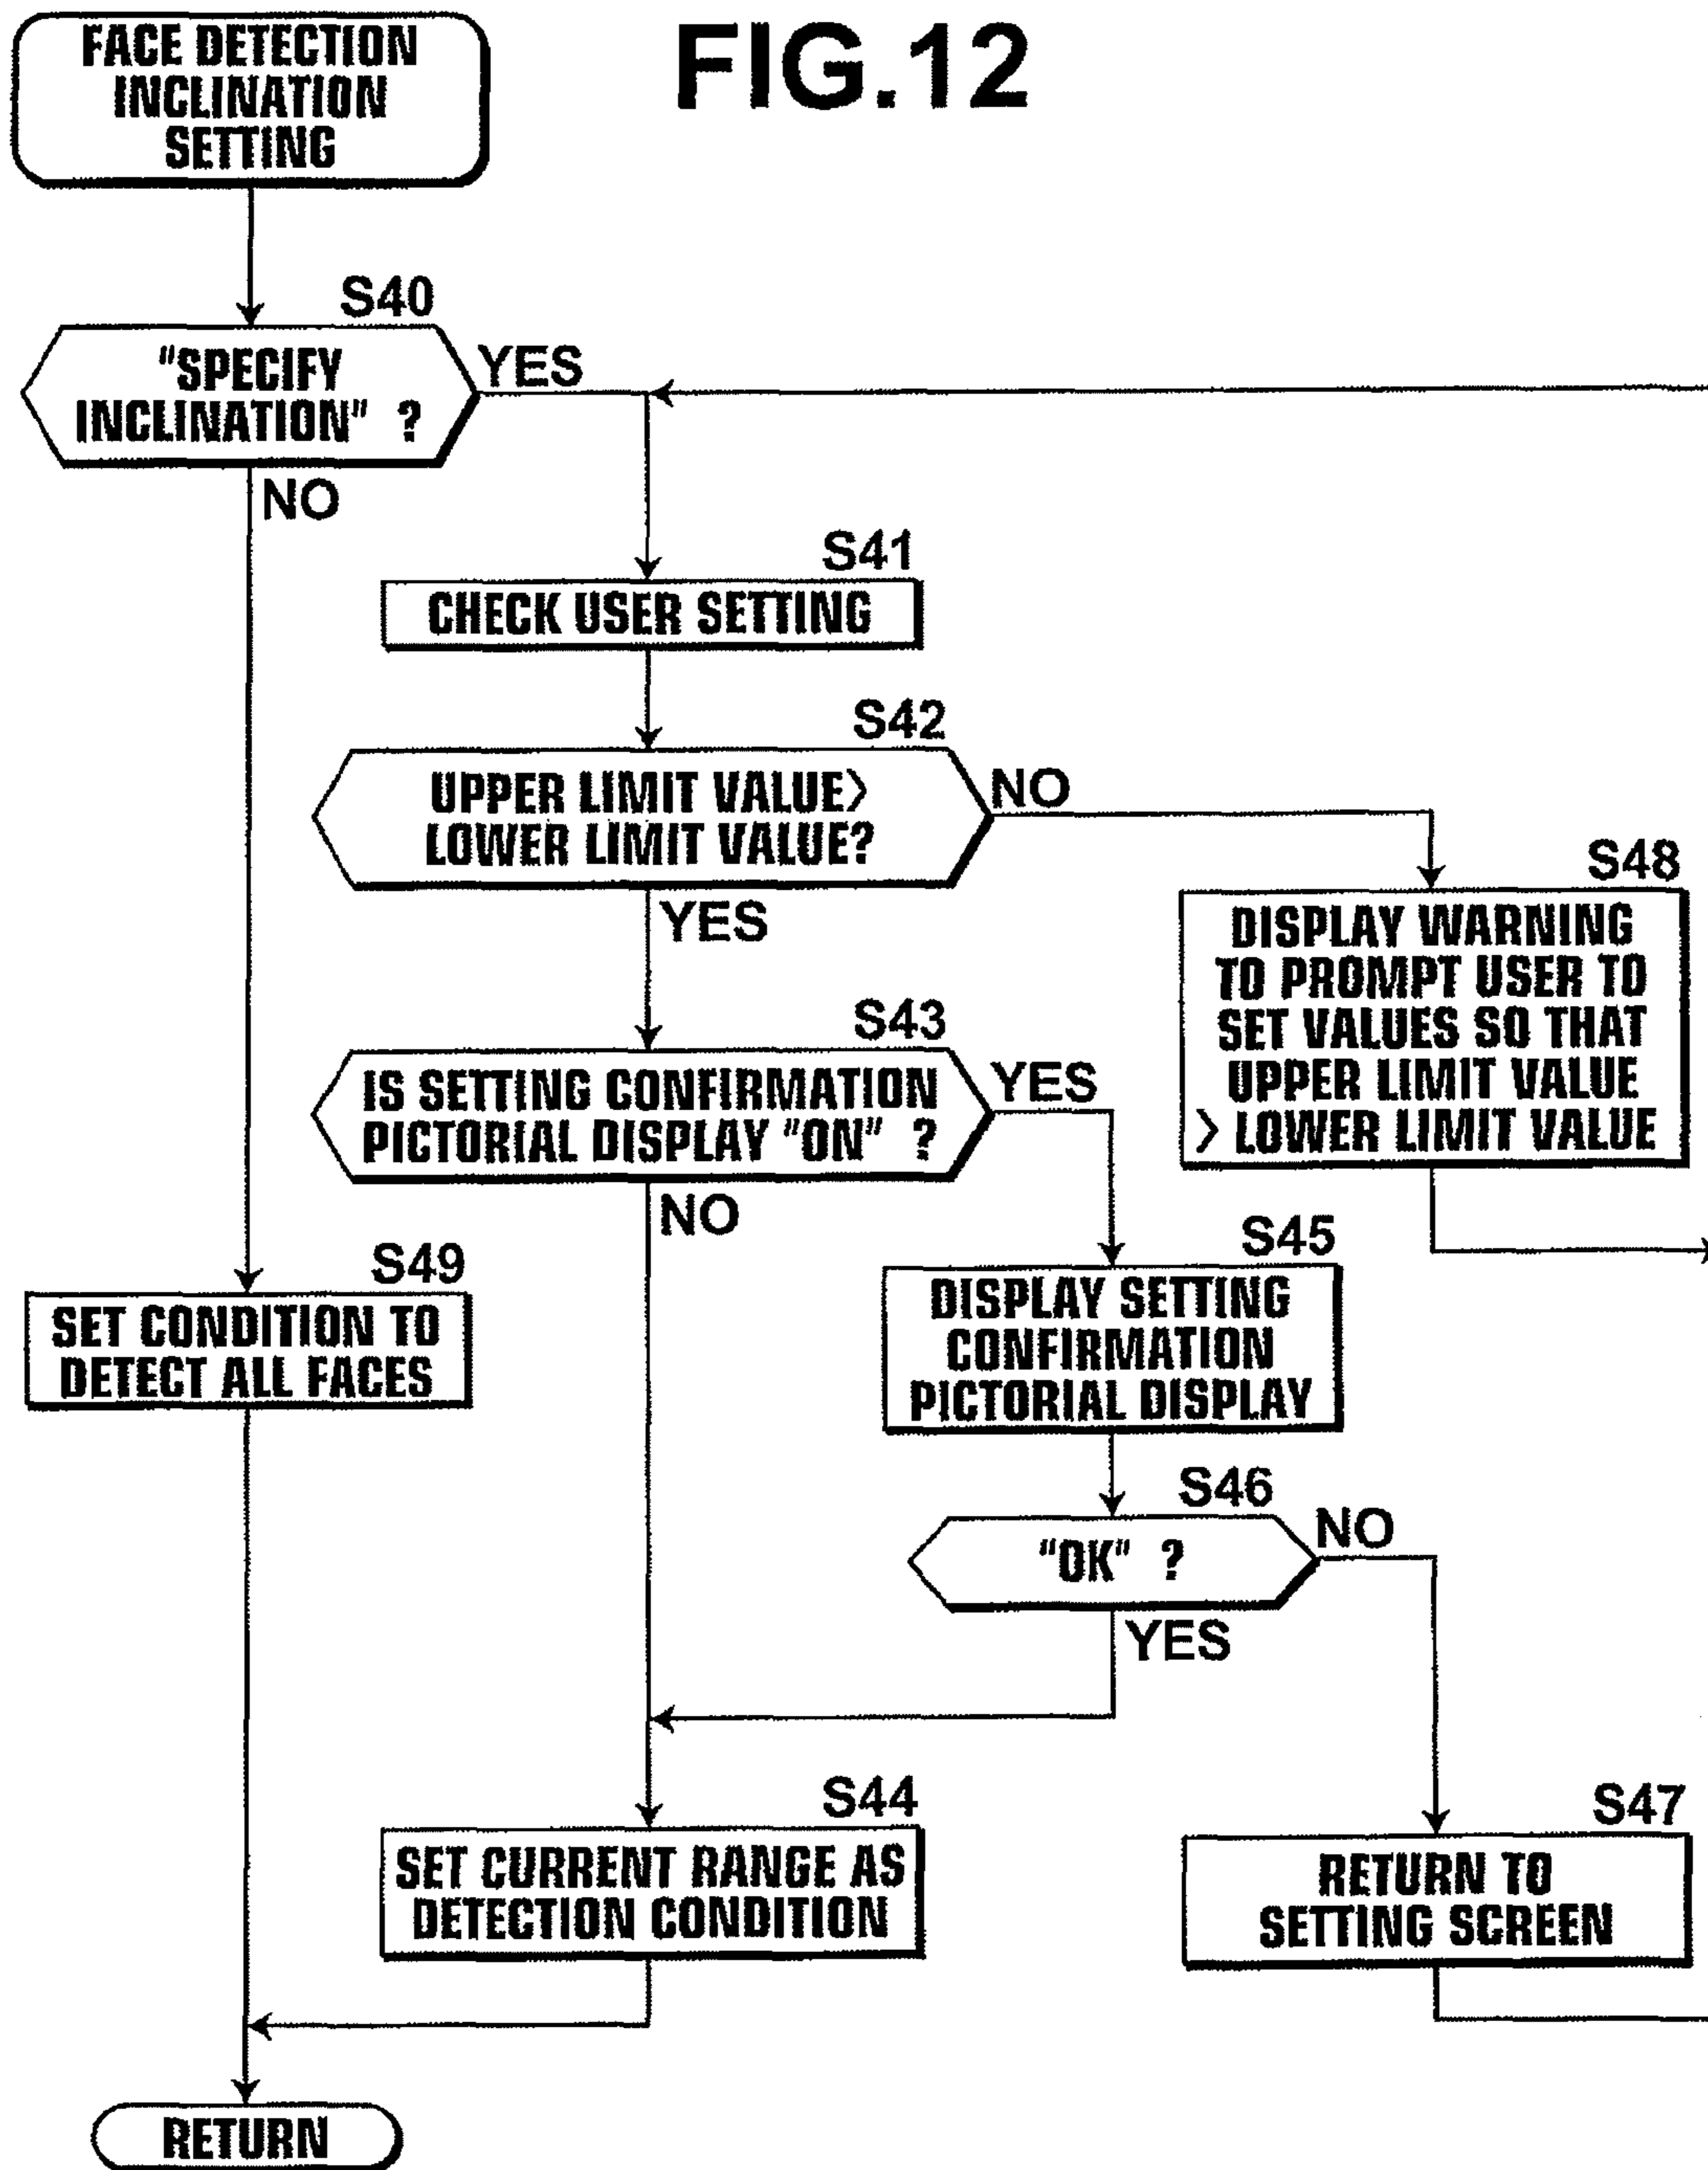 FIG.12
FACE DETECTION
INCLINATION
SETTING
S40
"SPECIFY
INCLINATION" ?
YES
NO
S41
CHECK USER SETTING
S42
UPPER LIMIT VALUE>
LOWER LIMIT VALUE?
NO
YES
S48
DISPLAY WARNING
TO PROMPT USER TO
SET VALUES SO THAT
UPPER LIMIT VALUE
> LOWER LIMIT VALUE
S43
IS SETTING CONFIRMATION
PICTORIAL DISPLAY "ON" ?
YES
NO
S49
SET CONDITION TO
DETECT ALL FACES
S45
DISPLAY SETTING
CONFIRMATION
PICTORIAL DISPLAY
S46
"OK" ?
NO
YES
S44
SET CURRENT RANGE AS
DETECTION CONDITION
S47
RETURN TO
SETTING SCREEN
RETURN